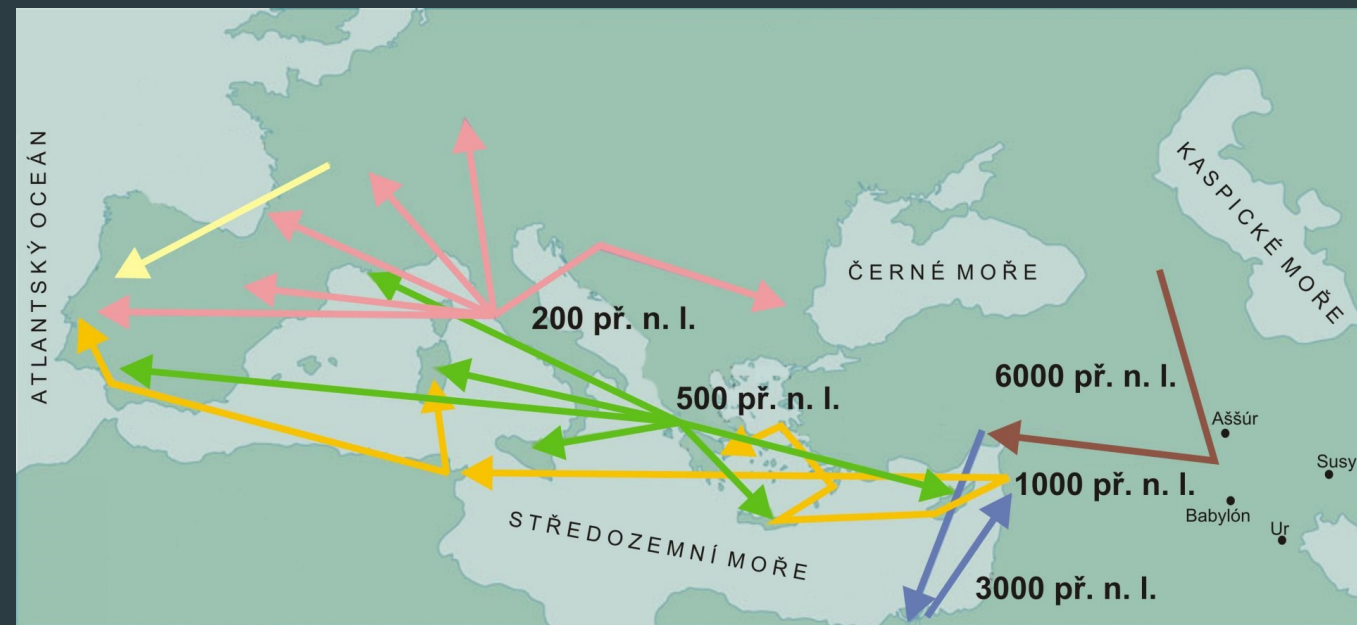 ATLANTSKÝ OCEÁN
KASPICKÉ MOŘE
ČERNÉ MOŘE
200 př. n. l.
500 př. n. l.
6000 př. n. l.
Aššúr
Susy
1000 př. n. l.
Babylón
Ur
STŘEDOZEMNÍ MOŘE
3000 př. n. l.